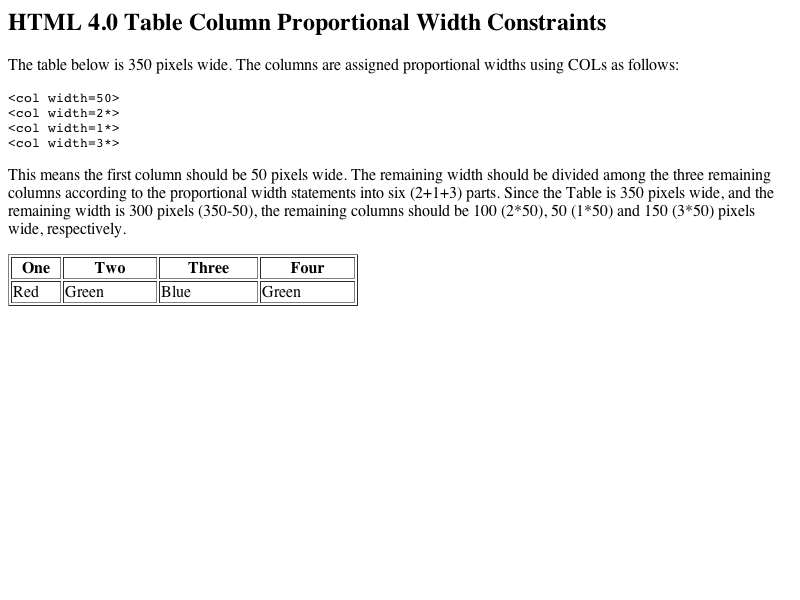 HTML 4.0 Table Column Proportional Width Constraints
The table below is 350 pixels wide. The columns are assigned proportional widths using COLs as follows:
<col width=50>
<col width=2*>
<col width=1*>
<col width=3*>
This means the first column should be 50 pixels wide. The remaining width should be divided among the three remaining
columns according to the proportional width statements into six (2+1+3) parts. Since the Table is 350 pixels wide, and the
remaining width is 300 pixels (350-50), the remaining columns should be 100 (2*50), 50 (1*50) and 150 (3*50) pixels
wide, respectively.
One Two Three Four
Red Green Blue Green